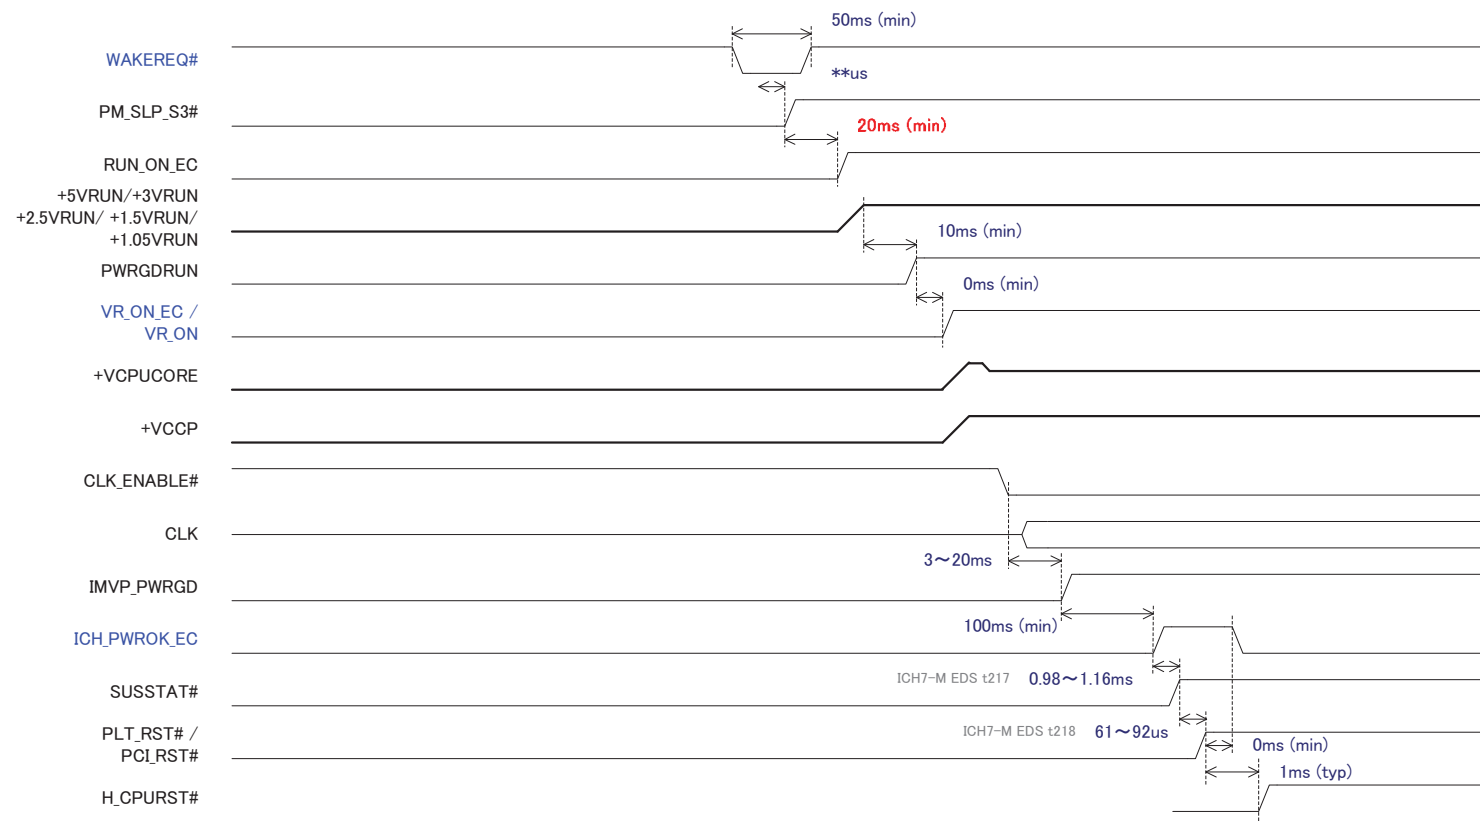 50ms (min)
WAKEREQ#
**us
PM_SLP_S3#
20ms (min)
RUN_ON_EC
+5VRUN/+3VRUN
+2.5VRUN/ +1.5VRUN/
+1.05VRUN
10ms (min)
PWRGDRUN
0ms (min)
VR_ON_EC /
VR_ON
+VCPUCORE
+VCCP
CLK_ENABLE#
CLK
3～20ms
IMVP_PWRGD
100ms (min)
ICH_PWROK_EC
ICH7-M EDS t217 0.98～1.16ms
SUSSTAT#
ICH7-M EDS t218 61～92us
PLT_RST# /
PCI_RST#
0ms (min)
1ms (typ)
H_CPURST#